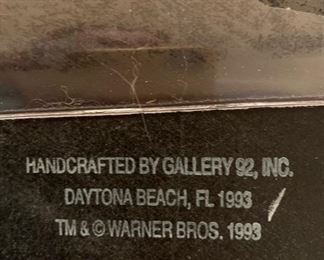 HANDCRAFTED BY GALLERY 92, INC.
DAYTONA BEACH, FL 1993
TM & © WARNER BROS. 1993